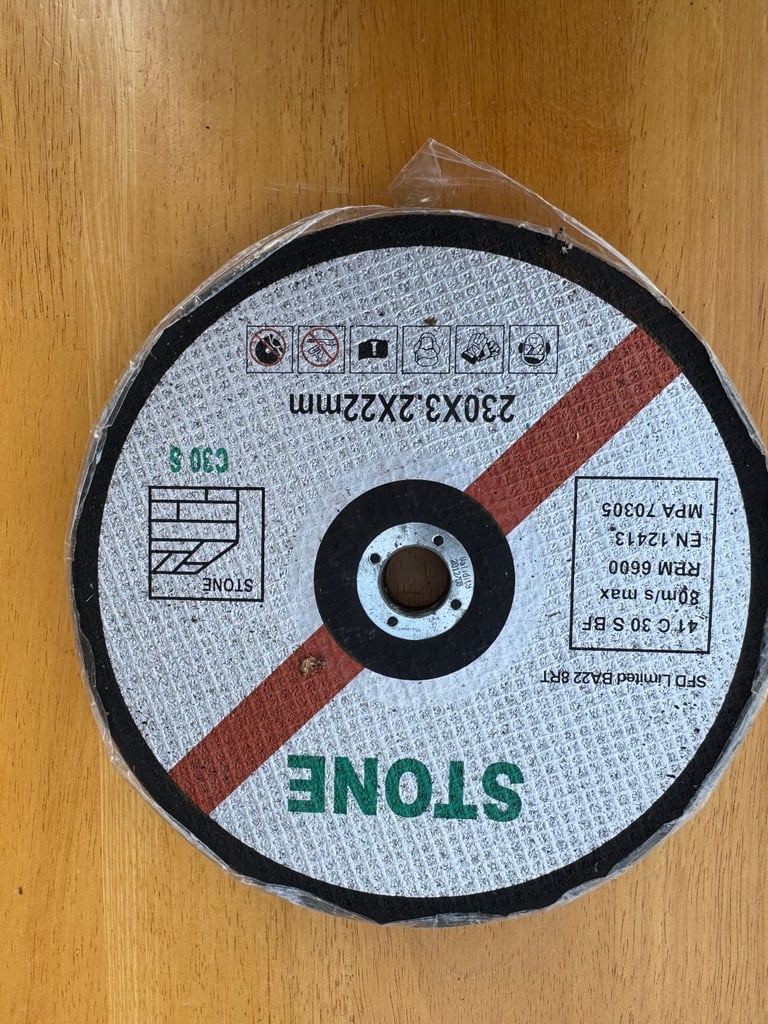 STONE
SFD Limited BA22 8RT
41 C 30 S BF
80m/s max
RPM 6600
EN 12413
MPA 70305
STONE
C30 S
230X3.2X22mm